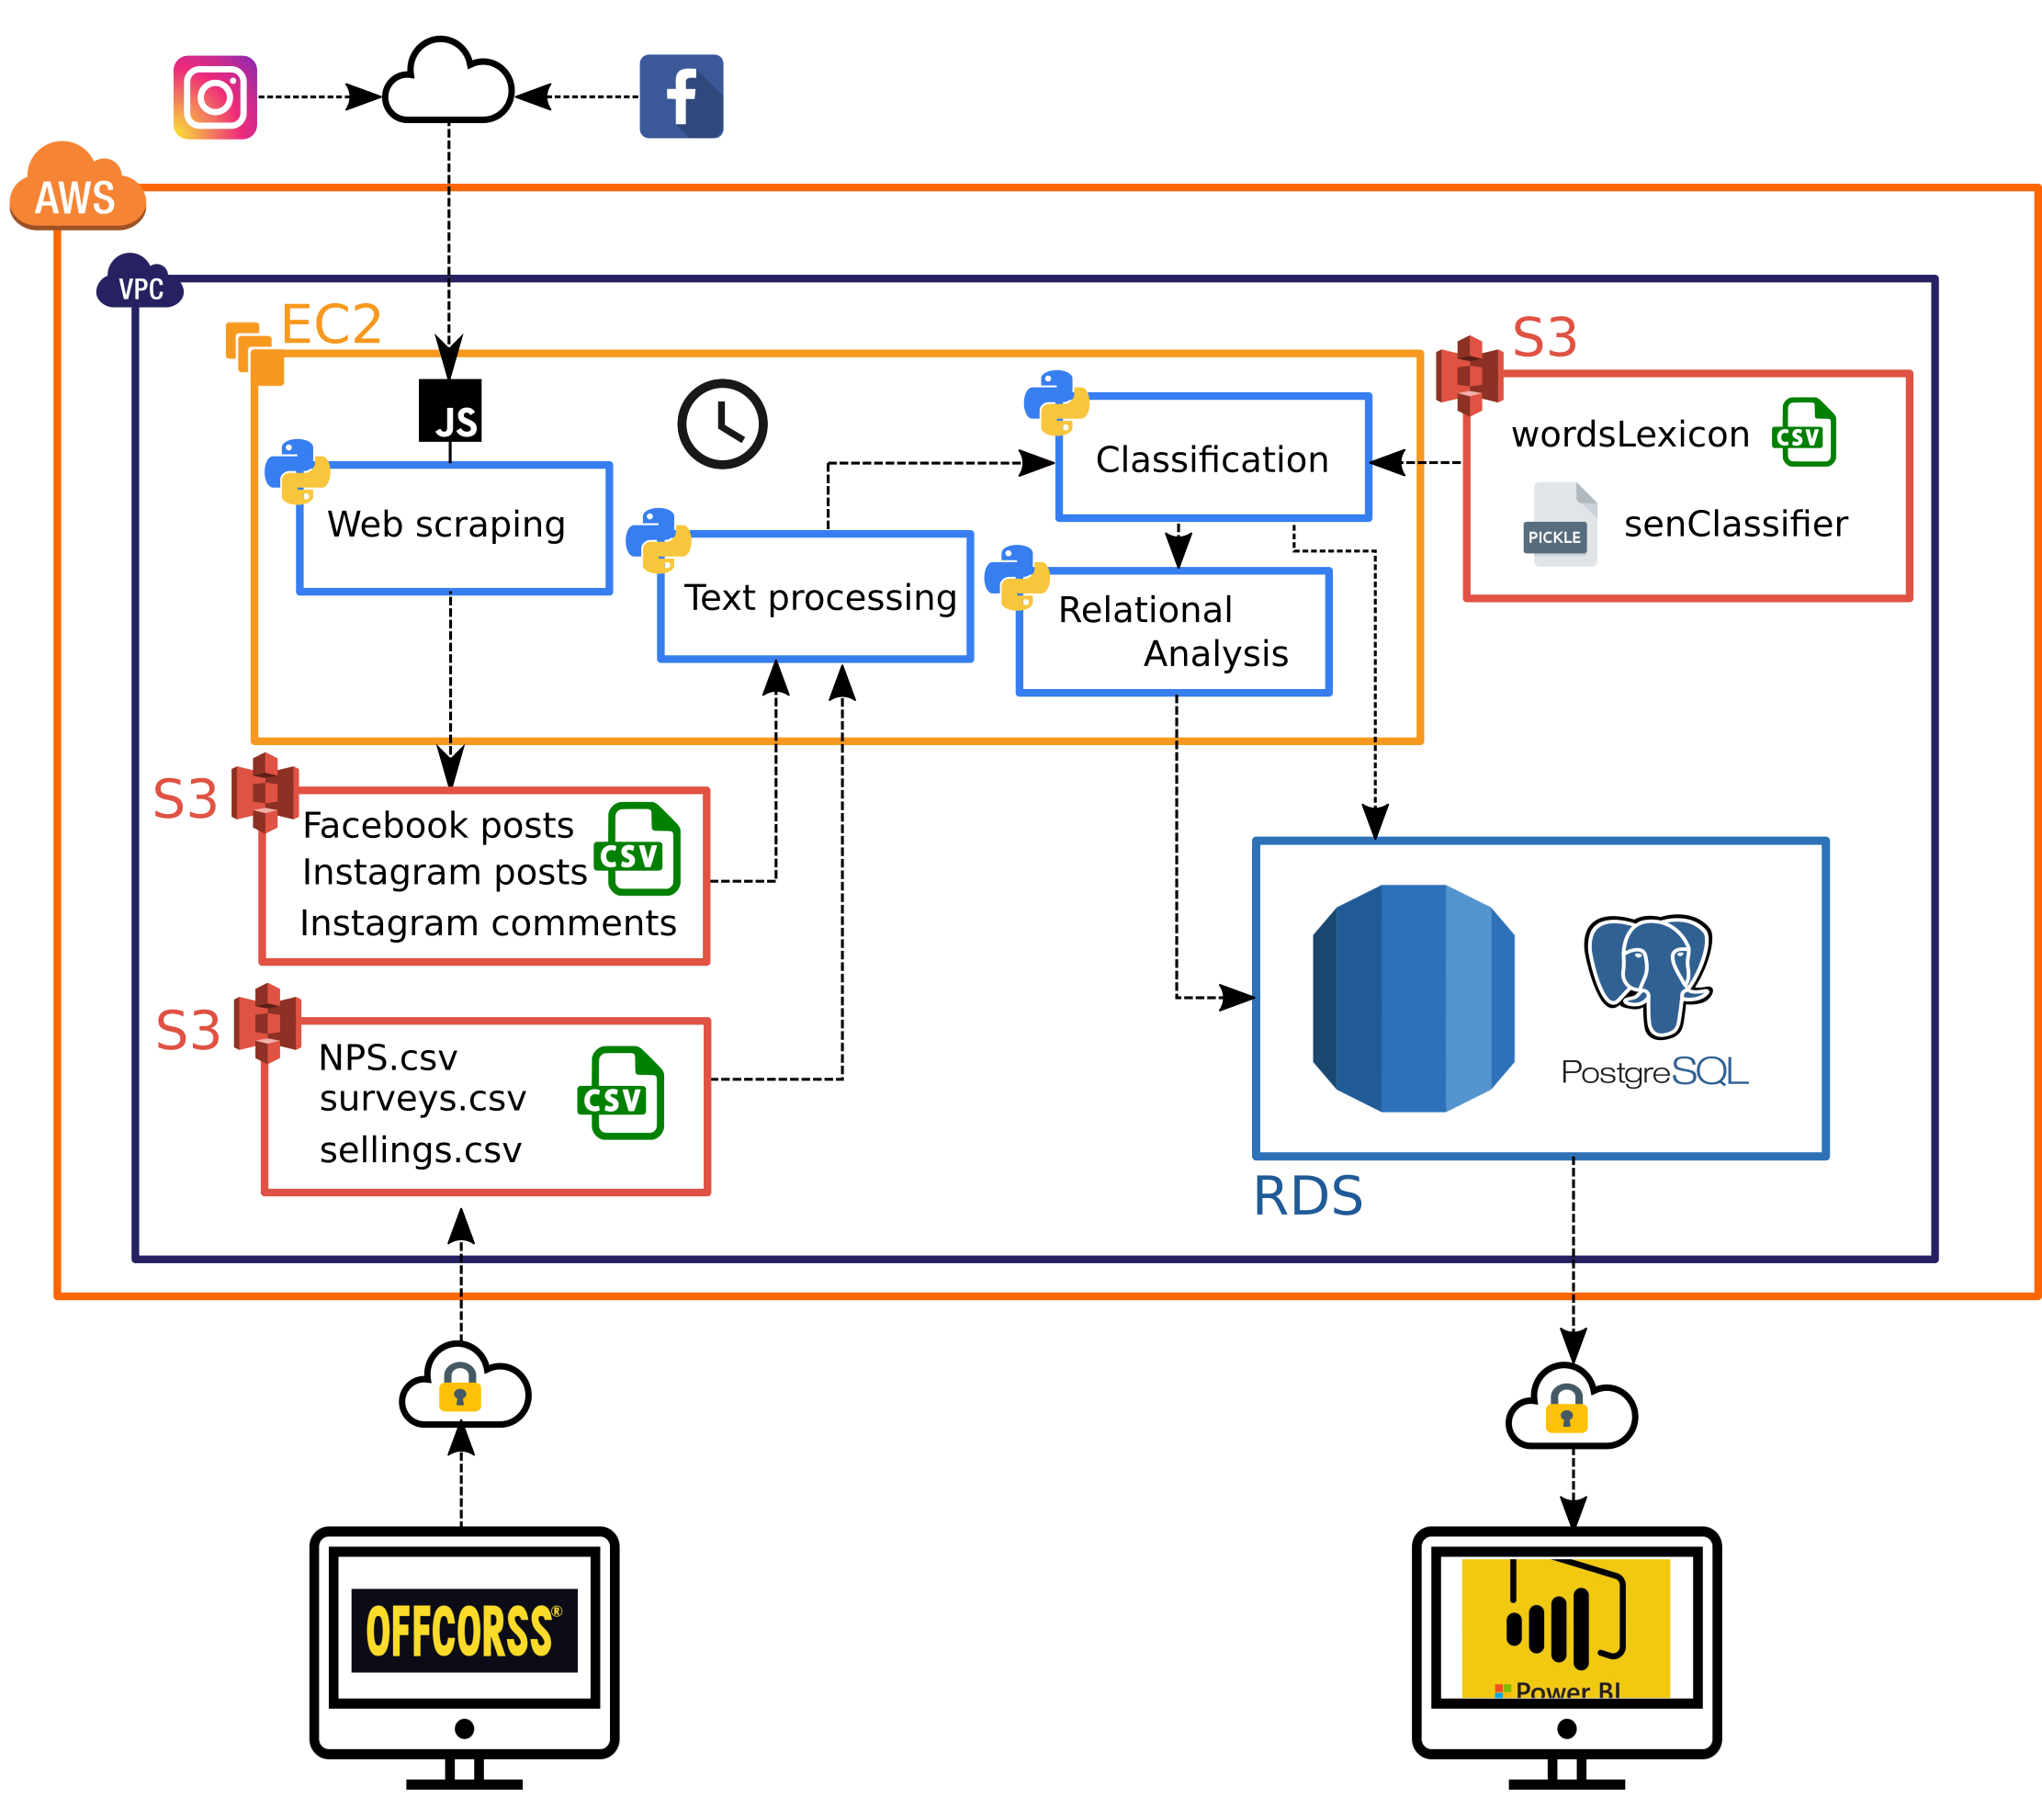 AWS
VPC
EC2
S3
JS
wordsLexicon
CSV
Classification
Web scraping
PICKLE
senClassifier
Text processing
Relational
Analysis
S3
Facebook posts
Instagram posts
CSV
Instagram comments
S3
NPS.csv
surveys.csv
CSV
sellings.csv
PostgreSQL
RDS
OFFCORSS®
Power BI